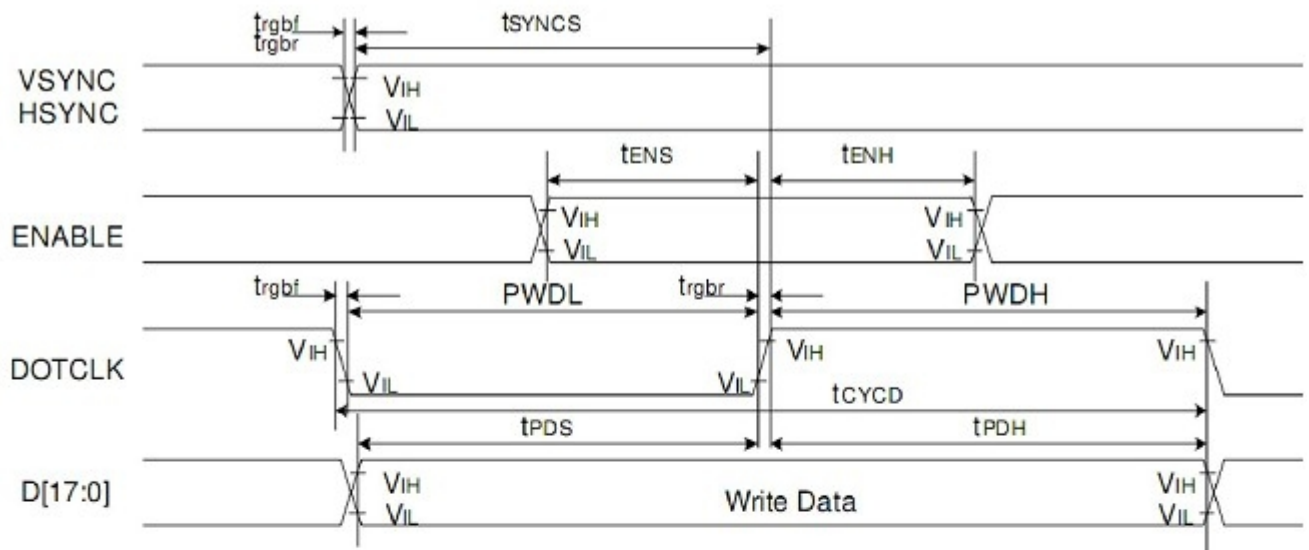 trgbf
trgbr
tSYNCS
VSYNC
HSYNC
VIH
VIL
tENS
tENH
ENABLE
VIH
VIL
VIH
VIL
trgbf
PWDL
trgbr
PWDH
DOTCLK
VIH
VIL
VIL
VIH
VIH
tCYCD
tPDS
tPDH
D[17:0]
VIH
VIL
Write Data
VIH
VIL